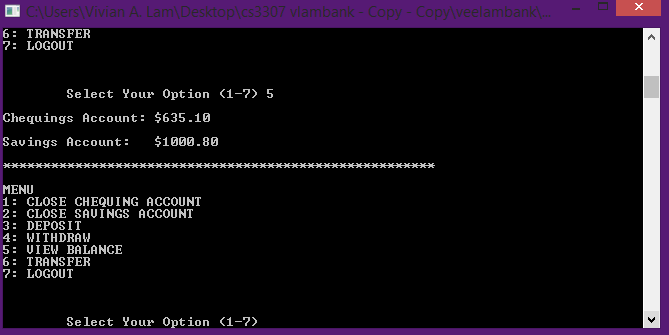 C:\Users\Vivian A. Lam\Desktop\cs3307 vlambank - Copy - Copy\veelambank\...
6: TRANSFER
7: LOGOUT
Select Your Option (1-7) 5
Chequings Account: $635.10
Savings Account:   $1000.80
******************************************************
MENU
1: CLOSE CHEQUING ACCOUNT
2: CLOSE SAVINGS ACCOUNT
3: DEPOSIT
4: WITHDRAW
5: VIEW BALANCE
6: TRANSFER
7: LOGOUT
Select Your Option (1-7)